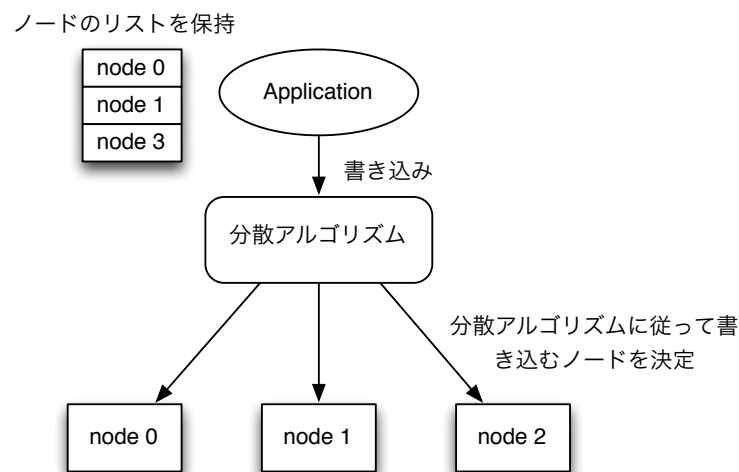 ノードのリストを保持
node 0
node 1
node 3
Application
書き込み
分散アルゴリズム
分散アルゴリズムに従って書
き込むノードを決定
node 0
node 1
node 2